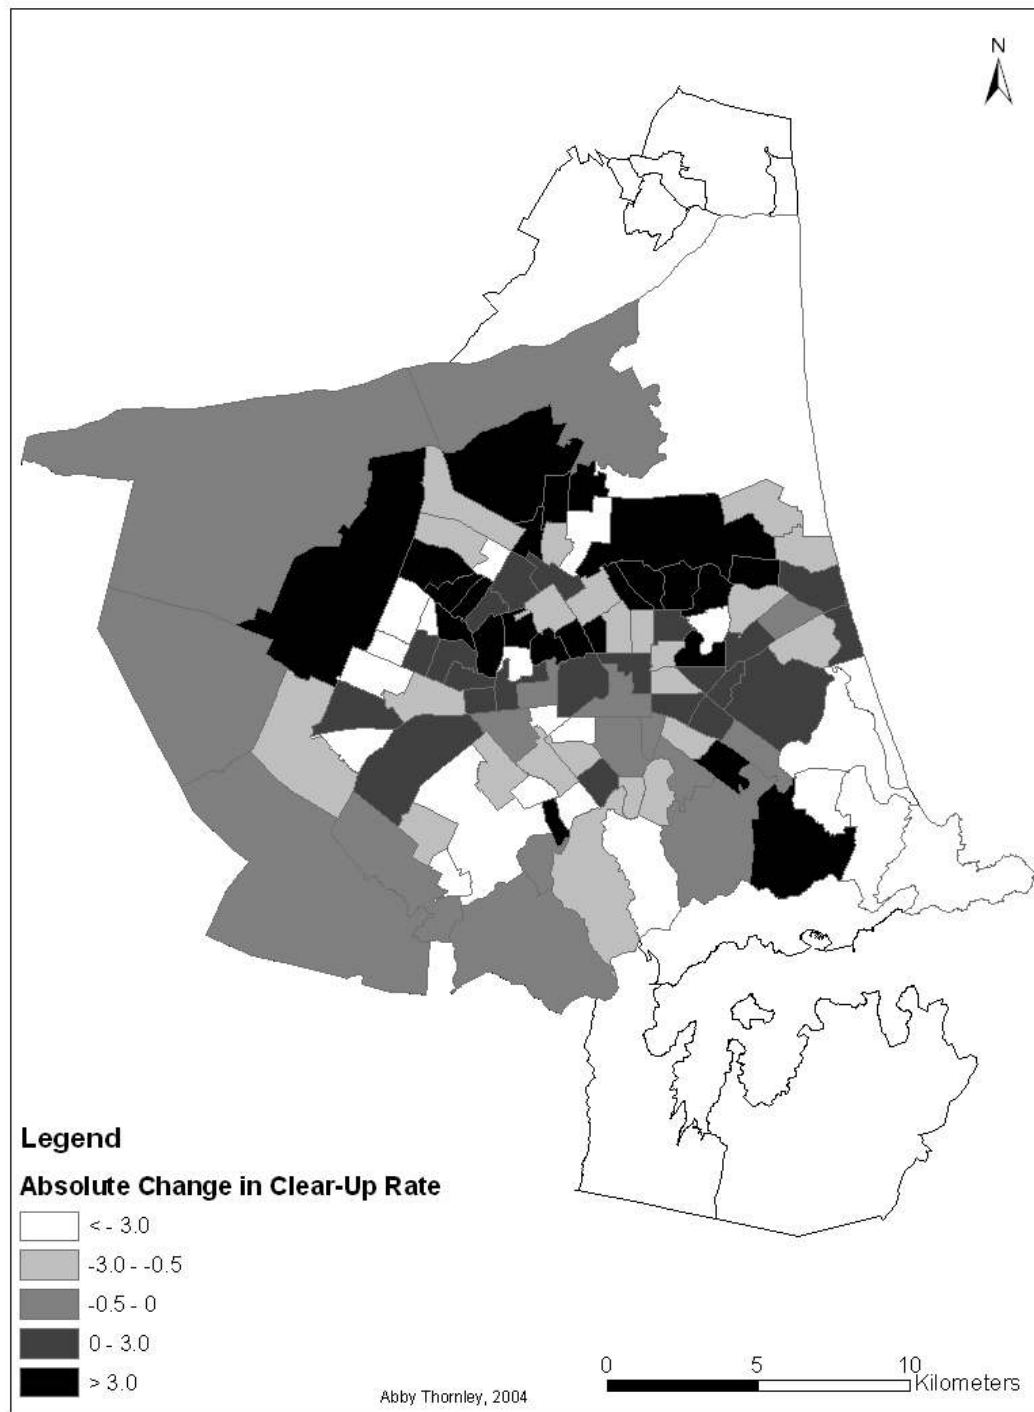 N
Legend
Absolute Change in Clear-Up Rate
< - 3.0
-3.0 - -0.5
-0.5 - 0
0 - 3.0
> 3.0
Abby Thornley, 2004
0 5 10
Kilometers